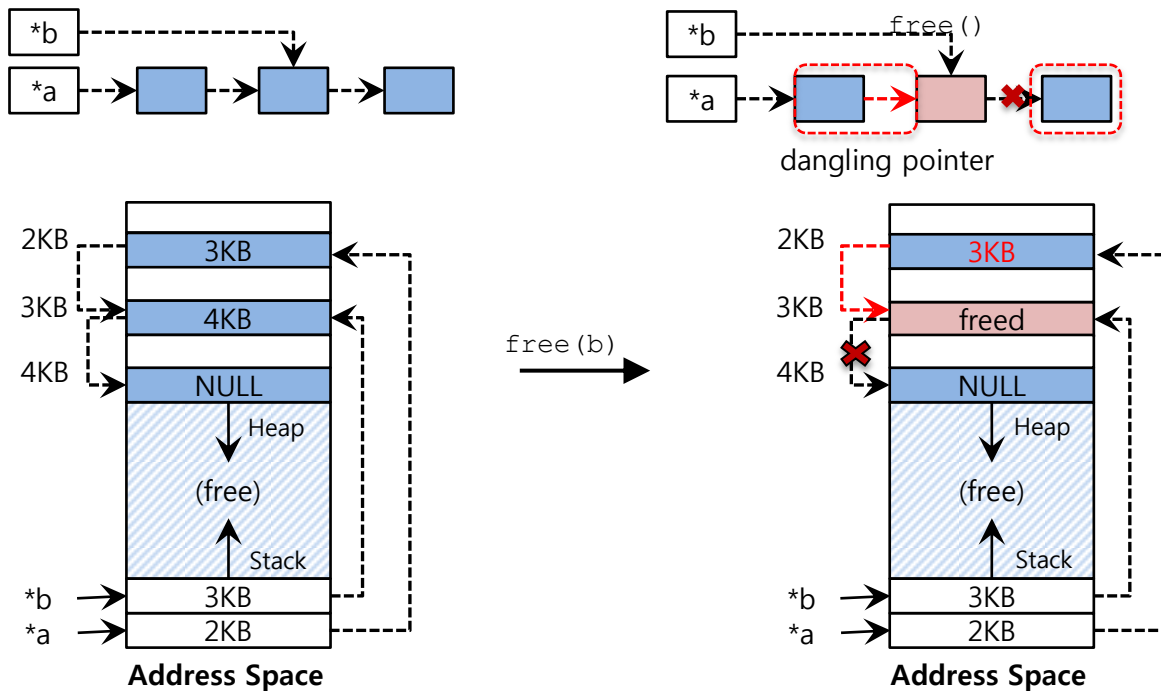 *b
*a
free()
*b
*a
dangling pointer
2KB
3KB
3KB
4KB
4KB
NULL
Heap
(free)
Stack
*b
3KB
*a
2KB
Address Space
free(b)
2KB
3KB
3KB
freed
4KB
NULL
Heap
(free)
Stack
*b
3KB
*a
2KB
Address Space